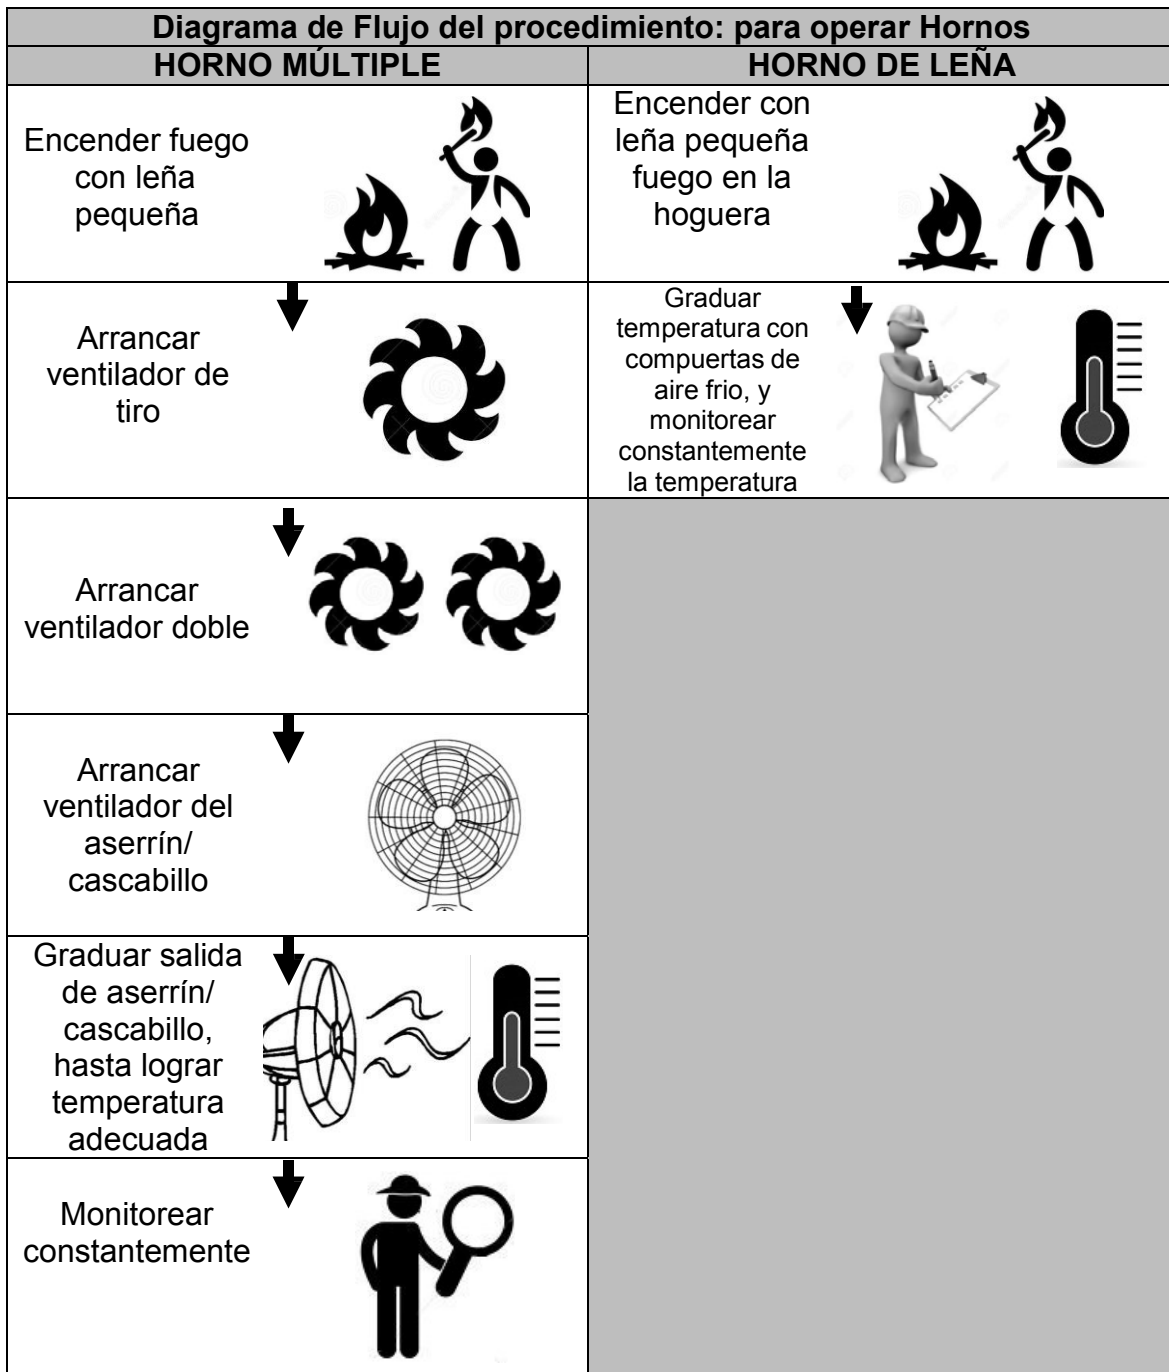 Diagrama de Flujo del procedimiento: para operar Hornos
HORNO MÚLTIPLE
HORNO DE LEÑA
Encender fuego
con leña
pequeña
Encender con
leña pequeña
fuego en la
hoguera
Arrancar
ventilador de
tiro
Graduar
temperatura con
compuertas de
aire frio, y
monitorear
constantemente
la temperatura
Arrancar
ventilador doble
Arrancar
ventilador del
aserrín/
cascabillo
Graduar salida
de aserrín/
cascabillo,
hasta lograr
temperatura
adecuada
Monitorear
constantemente